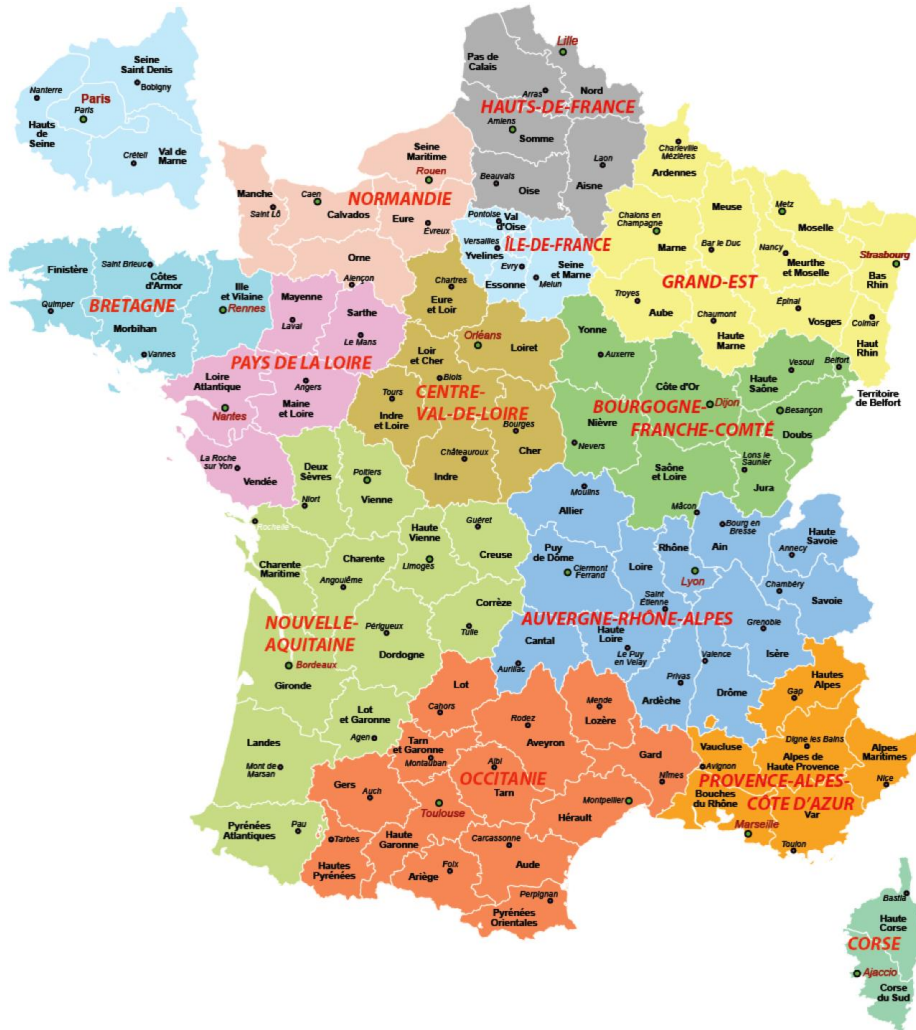 Seine
Saint Denis
Bobigny
Nanterre
Paris
Paris
Hauts
de
Seine
Créteil
Val de
Marne
Lille
Pas de
Calais
Nord
Arras
HAUTS-DE-FRANCE
Amiens
Somme
Laon
Beauvais
Oise
Aisne
Seine
Maritime
Rouen
Manche
Caen
NORMANDIE
Saint Lô
Calvados
Eure
Évreux
Orne
Alençon
Charleville
Mézières
Ardennes
Meuse
Metz
Moselle
Chalons en
Champagne
Marne
Bar le Duc
Nancy
Meurthe
et Moselle
Strasbourg
Bas
Rhin
GRAND-EST
Troyes
Aube
Chaumont
Haute
Marne
Épinal
Vosges
Colmar
Haut
Rhin
Pontoise
Val
d'Oise
ÎLE-DE-FRANCE
Versailles
Yvelines
Evry
Seine
et Marne
Essonne
Melun
Finistère
Saint Brieuc
Côtes
d'Armor
Ille
et Vilaine
BRETAGNE
Quimper
Rennes
Morbihan
Vannes
Mayenne
Sarthe
Laval
Le Mans
PAYS DE LA LOIRE
Loire
Atlantique
Angers
Maine
et Loire
Nantes
La Roche
sur Yon
Vendée
Chartres
Eure
et Loir
Orléans
Loiret
Loir
et Cher
Blois
CENTRE-
VAL-DE-LOIRE
Tours
Indre
et Loire
Bourges
Cher
Châteauroux
Indre
Yonne
Auxerre
Côte d'Or
Haute
Saône
Vesoul
Belfort
Territoire
de Belfort
BOURGOGNE-
FRANCHE-COMTÉ
Dijon
Besançon
Nièvre
Nevers
Doubs
Saône
et Loire
Lons le
Saunier
Jura
Mâcon
Deux
Sèvres
Poitiers
Niort
Vienne
Rochelle
Haute
Vienne
Guéret
Creuse
Charente
Maritime
Charente
Limoges
Angoulême
Corrèze
Tulle
NOUVELLE-
AQUITAINE
Périgueux
Dordogne
Bordeaux
Gironde
Lot
et Garonne
Agen
Landes
Mont de
Marsan
Pyrénées
Atlantiques
Pau
Moulins
Allier
Puy
de Dôme
Clermont
Ferrand
Loire
Rhône
Lyon
Ain
Bourg en
Bresse
Haute
Savoie
Annecy
Chambéry
Savoie
Saint
Étienne
AUVERGNE-RHÔNE-ALPES
Grenoble
Isère
Cantal
Aurillac
Haute
Loire
Le Puy
en Velay
Valence
Privas
Ardèche
Drôme
Lot
Cahors
Rodez
Aveyron
Mende
Lozère
Tarn
et Garonne
Montauban
Albi
Tarn
Gard
Nîmes
OCCITANIE
Gers
Auch
Toulouse
Montpellier
Hérault
Tarbes
Hautes
Pyrénées
Haute
Garonne
Carcassonne
Foix
Ariège
Aude
Perpignan
Pyrénées
Orientales
Hautes
Alpes
Gap
Vaucluse
Avignon
Digne les Bains
Alpes de
Haute Provence
Alpes
Maritimes
Nice
PROVENCE-ALPES-
CÔTE D'AZUR
Bouches
du Rhône
Marseille
Var
Toulon
Bastia
Haute
Corse
CORSE
Ajaccio
Corse
du Sud